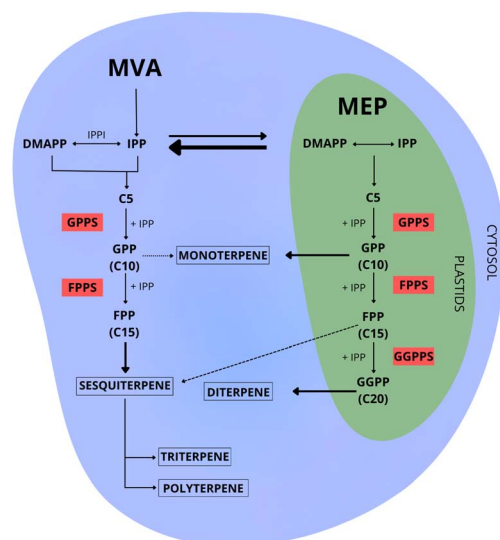 MVA
MEP
DMAPP
IPPI
IPP
DMAPP
IPP
C5
C5
GPPS
+ IPP
+ IPP
GPPS
GPP
(C10)
MONOTERPENE
GPP
(C10)
FPPS
+ IPP
+ IPP
FPPS
FPP
(C15)
FPP
(C15)
+ IPP
GGPPS
SESQUITERPENE
DITERPENE
GGPP
(C20)
TRITERPENE
POLYTERPENE
PLASTIDS
CYTOSOL